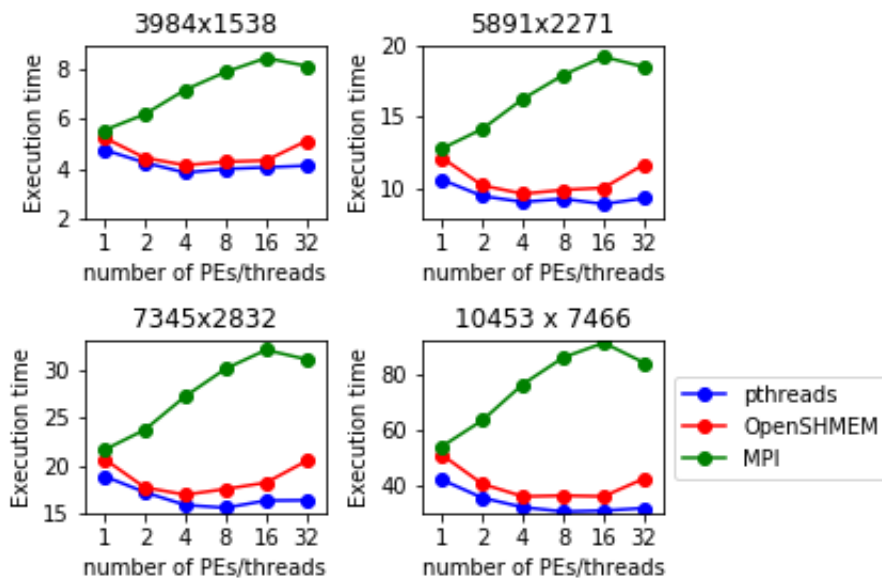 3984x1538
Execution time
8
6
4
2
1 2 4 8 16 32
number of PEs/threads
5891x2271
Execution time
20
15
10
1 2 4 8 16 32
number of PEs/threads
7345x2832
Execution time
30
25
20
15
1 2 4 8 16 32
number of PEs/threads
10453 x 7466
Execution time
80
60
40
1 2 4 8 16 32
number of PEs/threads
pthreads
OpenSHMEM
MPI